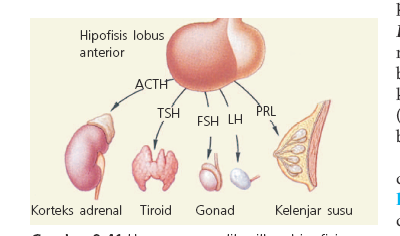 Hipofisis lobus
anterior
ACTH
TSH
FSH
LH
PRL
Korteks adrenal
Tiroid
Gonad
Kelenjar susu